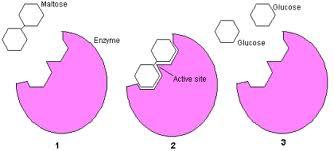 Maltose
Enzyme
Active site
Glucose
Glucose
1
2
3